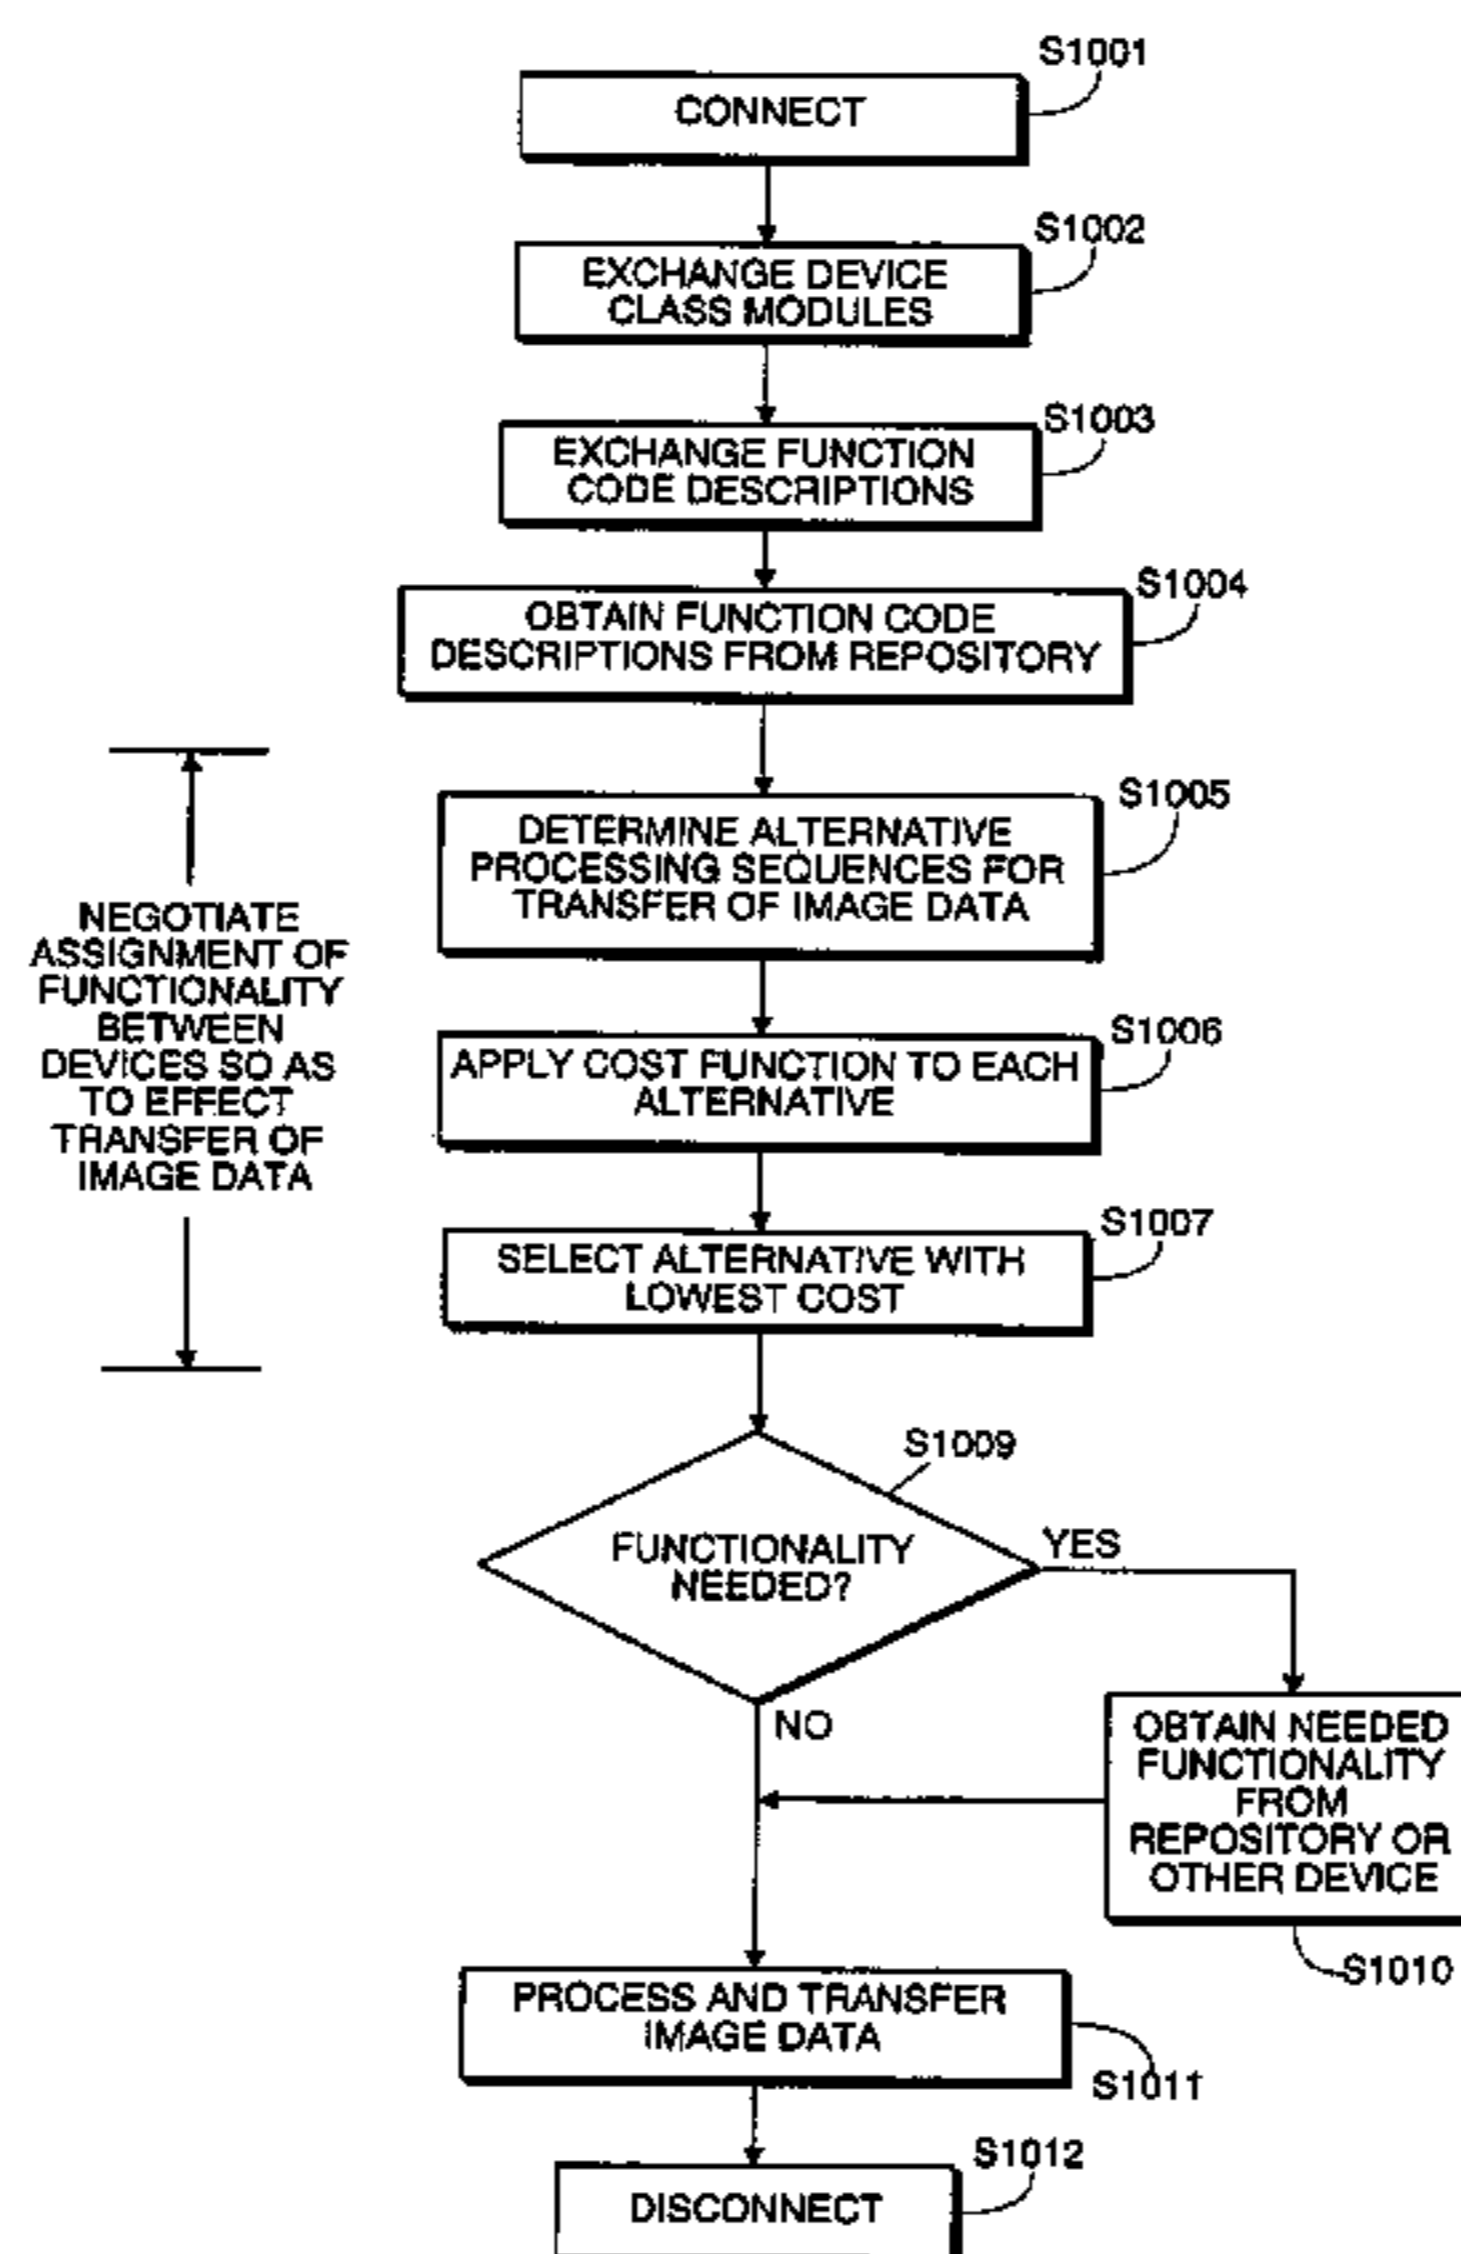 S1001
CONNECT
S1002
EXCHANGE DEVICE
CLASS MODULES
S1003
EXCHANGE FUNCTION
CODE DESCRIPTIONS
S1004
OBTAIN FUNCTION CODE
DESCRIPTIONS FROM REPOSITORY
NEGOTIATE
ASSIGNMENT OF
FUNCTIONALITY
BETWEEN
DEVICES SO AS
TO EFFECT
TRANSFER OF
IMAGE DATA
S1005
DETERMINE ALTERNATIVE
PROCESSING SEQUENCES FOR
TRANSFER OF IMAGE DATA
S1006
APPLY COST FUNCTION TO EACH
ALTERNATIVE
S1007
SELECT ALTERNATIVE WITH
LOWEST COST
S1009
FUNCTIONALITY
NEEDED?
YES
NO
OBTAIN NEEDED
FUNCTIONALITY
FROM
REPOSITORY OR
OTHER DEVICE
S1010
PROCESS AND TRANSFER
IMAGE DATA
S1011
S1012
DISCONNECT